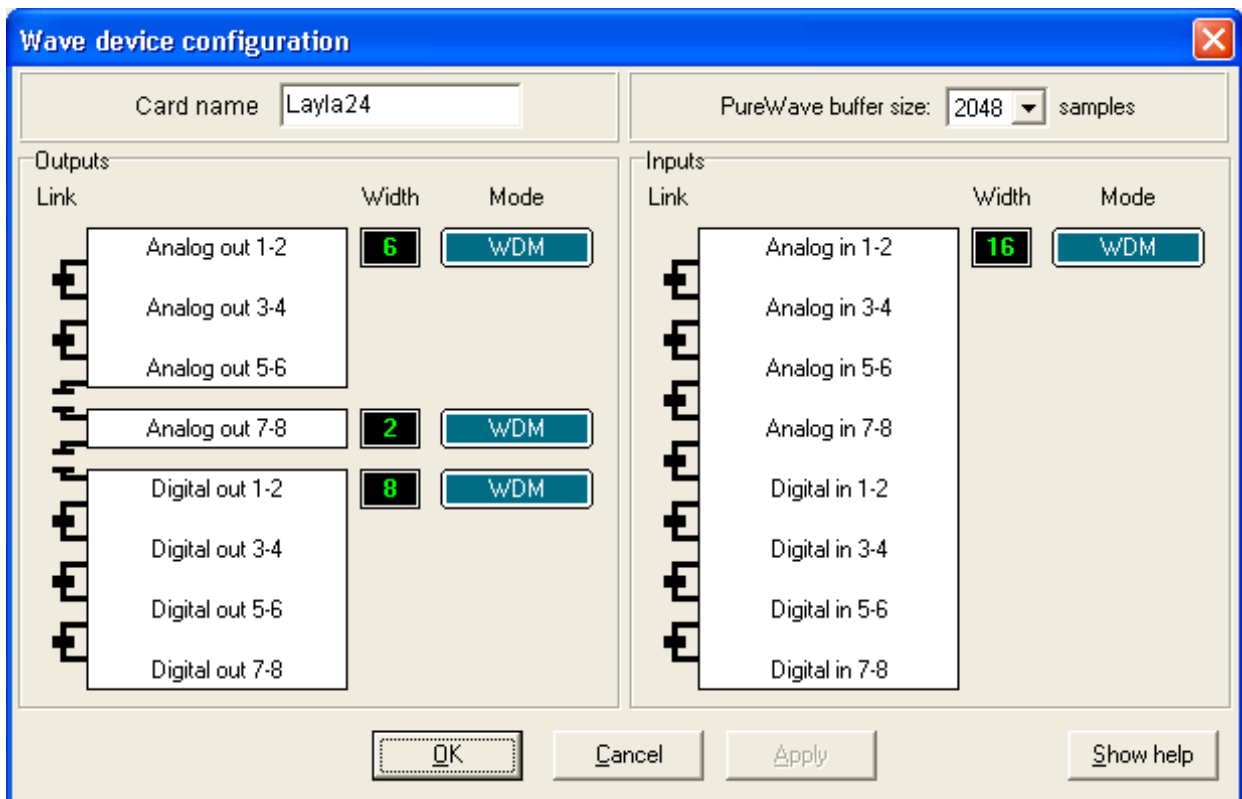 Wave device configuration
Card name Layla24
PureWave buffer size: 2048 samples
Outputs
Link Width Mode
Analog out 1-2 6 WDM
Analog out 3-4
Analog out 5-6
Analog out 7-8 2 WDM
Digital out 1-2 8 WDM
Digital out 3-4
Digital out 5-6
Digital out 7-8
Inputs
Link Width Mode
Analog in 1-2 16 WDM
Analog in 3-4
Analog in 5-6
Analog in 7-8
Digital in 1-2
Digital in 3-4
Digital in 5-6
Digital in 7-8
OK Cancel Apply Show help